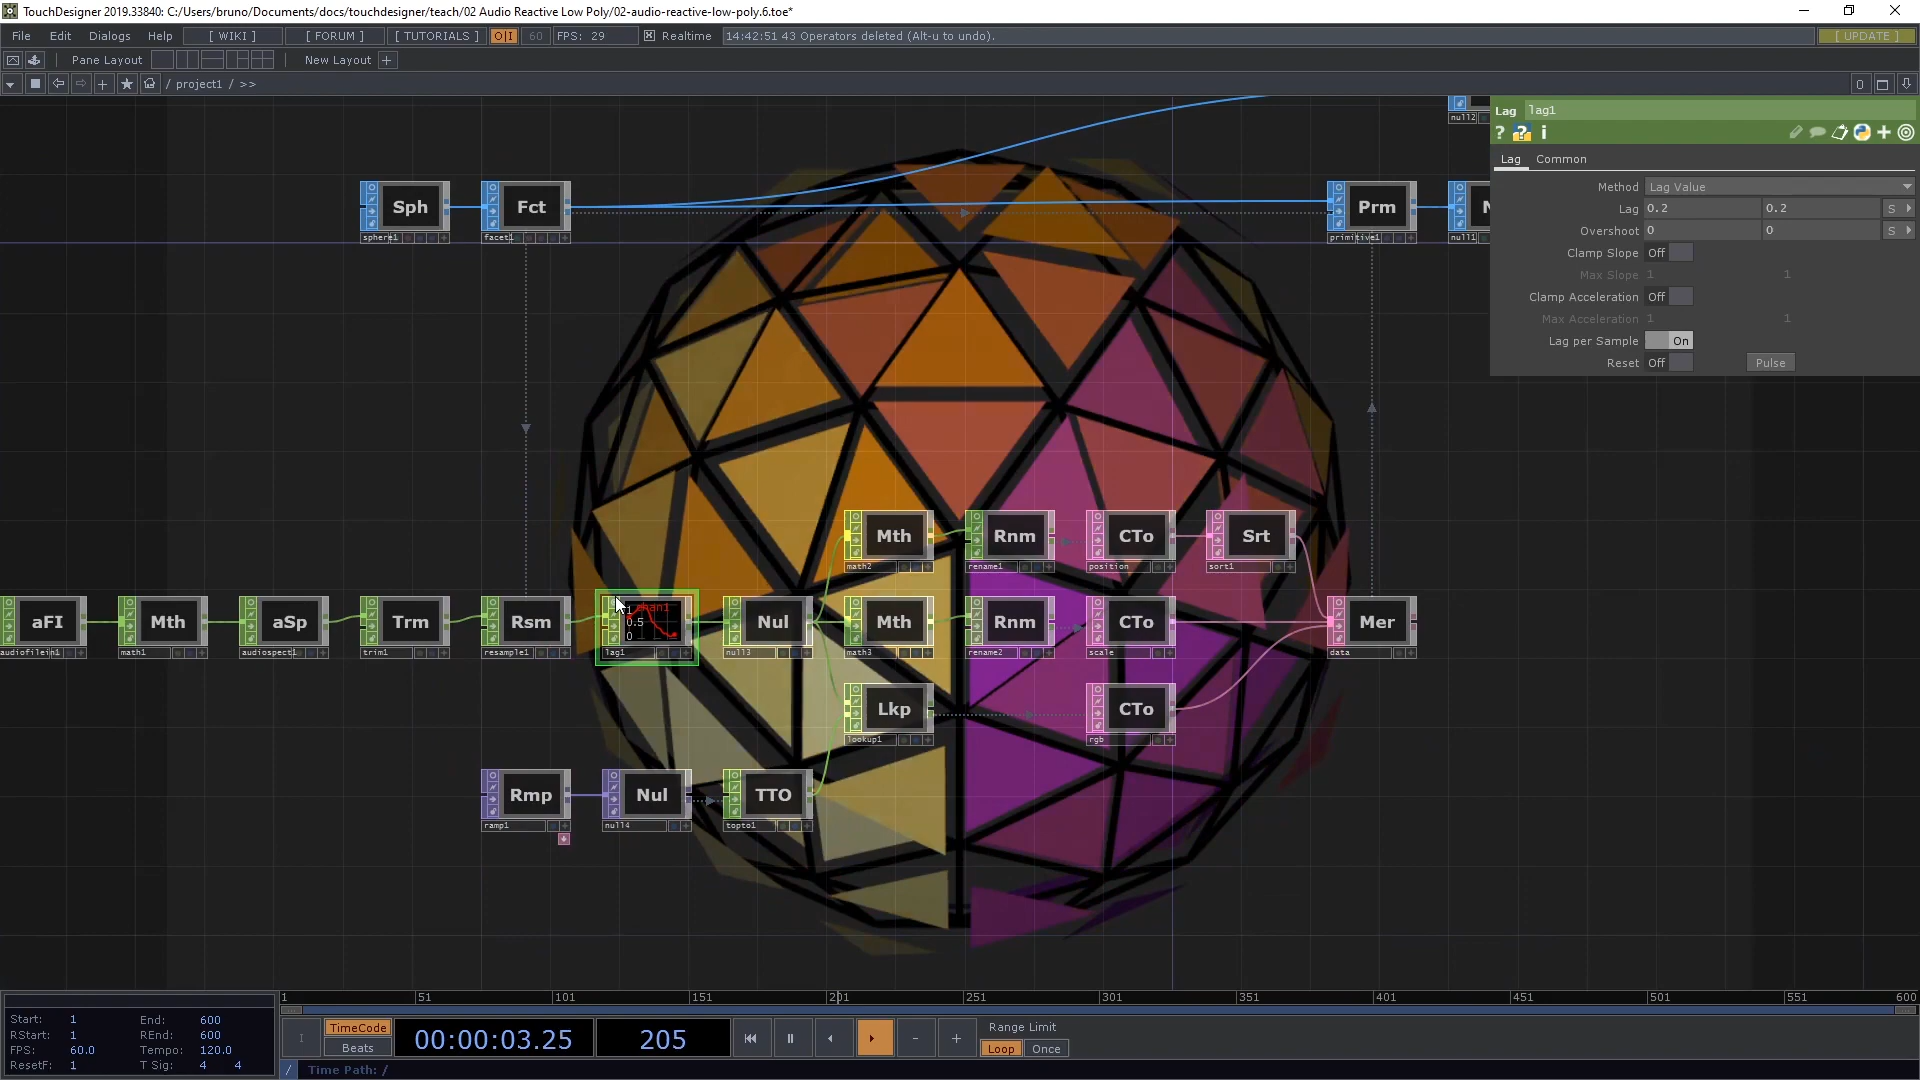 TouchDesigner 2019.33840: C:/Users/bruno/Documents/docs/touchdesigner/teach/02 Audio Reactive Low Poly/02-audio-reactive-low-poly.6.toe*
File Edit Dialogs Help [ WIKI ] [ FORUM ] [ TUTORIALS ] O|I 60 FPS: 29 Realtime 14:42:51 43 Operators deleted (Alt-u to undo). [ UPDATE ]
Pane Layout New Layout +
/ project1 / >> 0
Lag lag1
null2
? ? i
Lag Common
Method Lag Value
Lag 0.2 0.2 S
Overshoot 0 0 S
Clamp Slope Off
Max Slope 1 1
Clamp Acceleration Off
Max Acceleration 1 1
Lag per Sample On
Reset Off Pulse
Sph Fct Prm N
sphere1 facet1 primitive1 null1
Mth Rnm CTo Srt
math2 rename1 position sort1
aFI Mth aSp Trm Rsm chan1 1 0.5 0 Nul Mth Rnm CTo Mer
audiofilein1 math1 audiospect1 trim1 resample1 lag1 null3 math3 rename2 scale data
Lkp CTo
lookup1 rgb
Rmp Nul TTO
ramp1 null4 topto1
1 51 101 151 201 251 301 351 401 451 501 551 600
Start: 1 End: 600
RStart: 1 REnd: 600
FPS: 60.0 Tempo: 120.0
ResetF: 1 T Sig: 4 4
TimeCode
Beats
00:00:03.25 205
Range Limit
Loop Once
/ Time Path: /